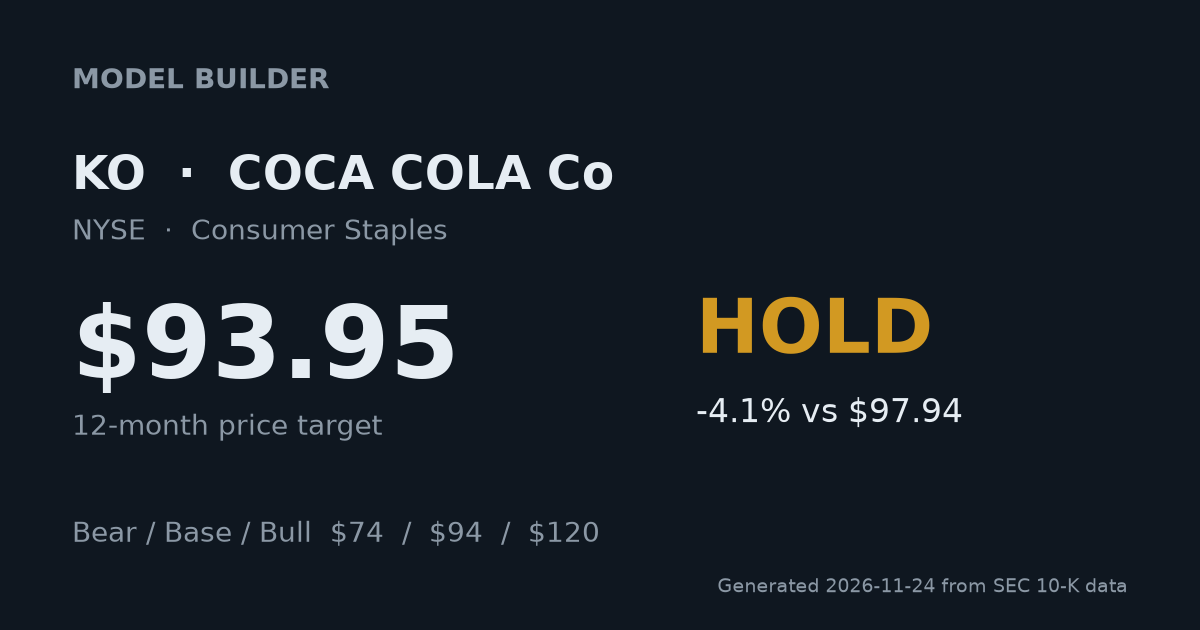 MODEL BUILDER
KO · COCA COLA Co
NYSE · Consumer Staples
$93.95
HOLD
12-month price target
-4.1% vs $97.94
Bear / Base / Bull $74 / $94 / $120
Generated 2026-11-24 from SEC 10-K data